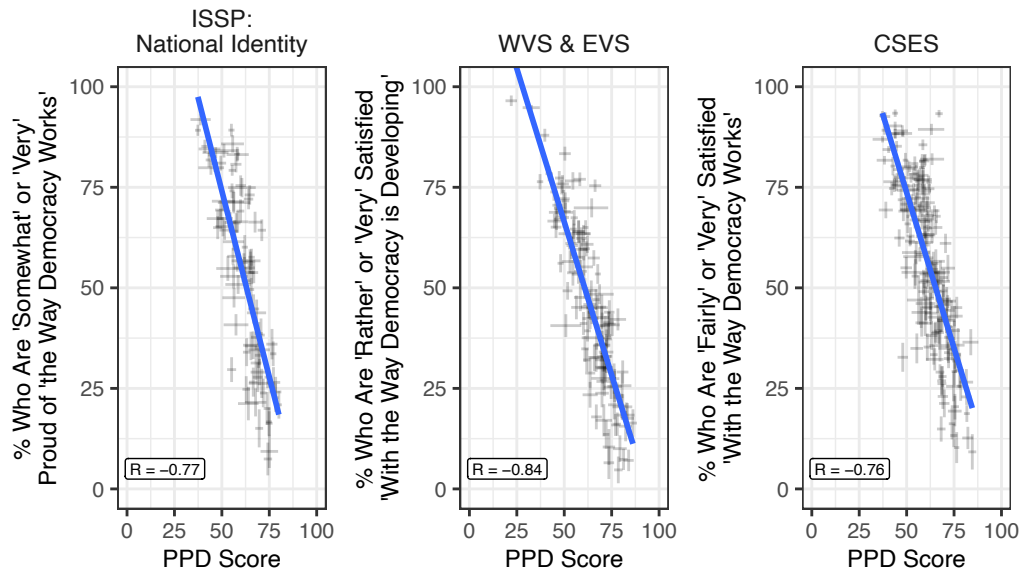 ISSP:
National Identity
% Who Are 'Somewhat' or 'Very'
Proud of 'the Way Democracy Works'
100
75
50
25
0
R = −0.77
0 25 50 75 100
PPD Score
WVS & EVS
% Who Are 'Rather' or 'Very' Satisfied
'With the Way Democracy is Developing'
100
75
50
25
0
R = −0.84
0 25 50 75 100
PPD Score
CSES
% Who Are 'Fairly' or 'Very' Satisfied
'With the Way Democracy Works'
100
75
50
25
0
R = −0.76
0 25 50 75 100
PPD Score